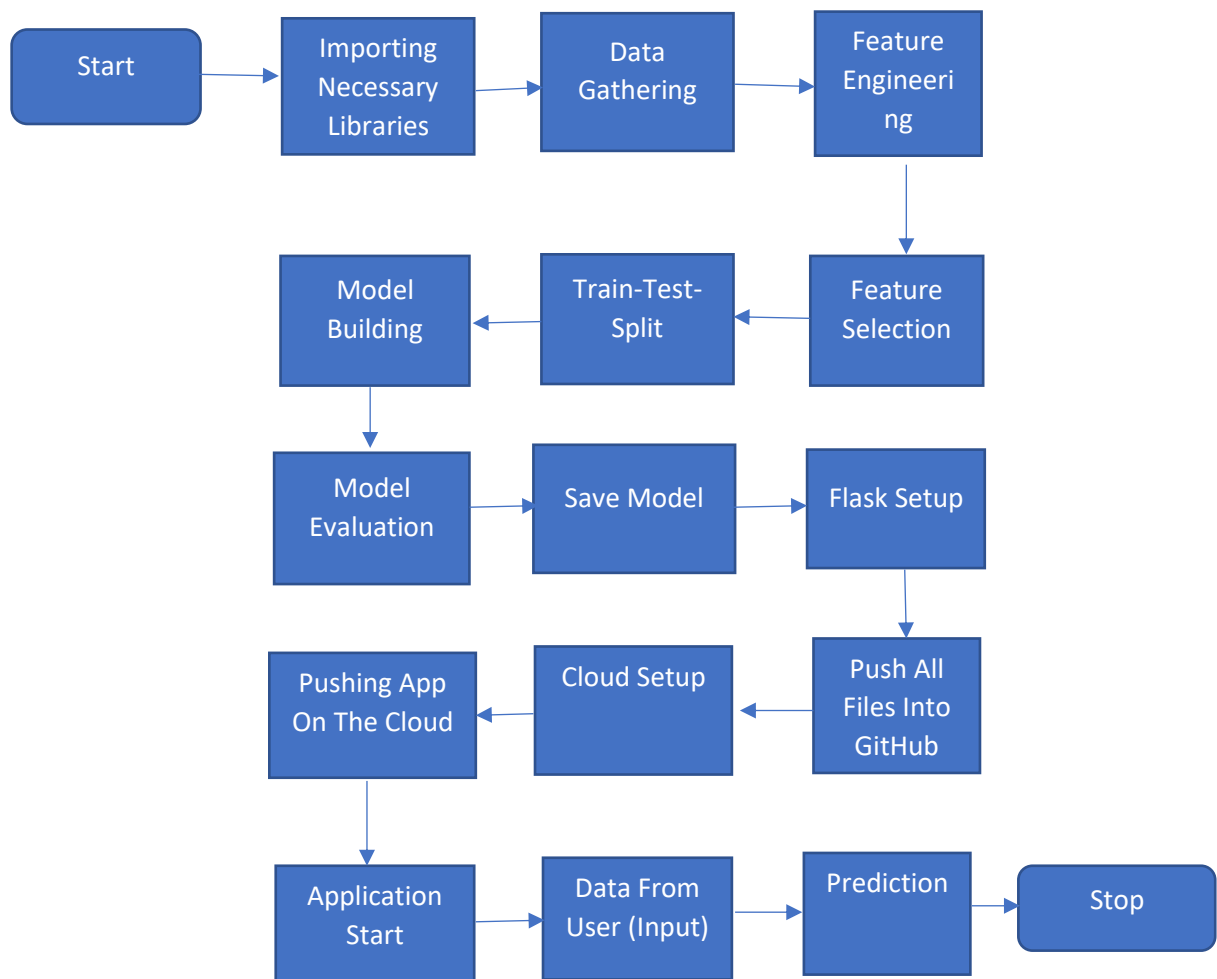 Start
Importing
Necessary
Libraries
Data
Gathering
Feature
Engineeri
ng
Feature
Selection
Train-Test-
Split
Model
Building
Model
Evaluation
Save Model
Flask Setup
Push All
Files Into
GitHub
Cloud Setup
Pushing App
On The Cloud
Application
Start
Data From
User (Input)
Prediction
Stop